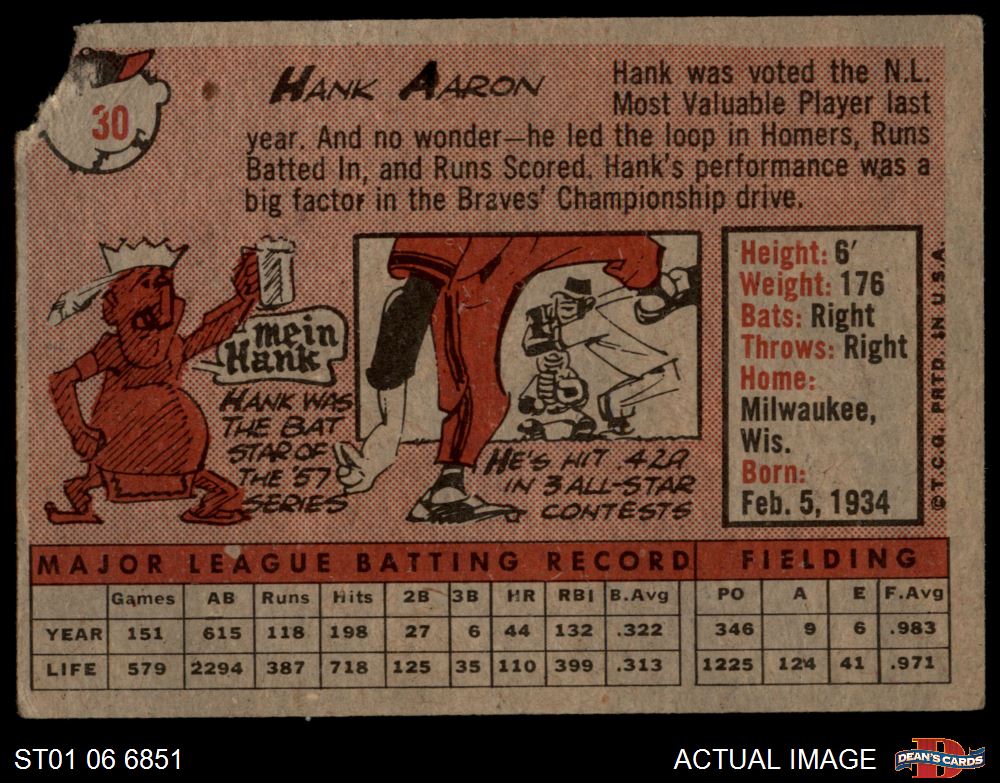 30
HANK AARON
Hank was voted the N.L.
Most Valuable Player last
year. And no wonder—he led the loop in Homers, Runs
Batted In, and Runs Scored. Hank's performance was a
big factor in the Braves' Championship drive.
mein
Hank
HANK WAS
THE BAT
STAR OF
THE '57
SERIES
HE'S HIT .429
IN 3 ALL-STAR
CONTESTS
Height: 6'
Weight: 176
Bats: Right
Throws: Right
Home:
Milwaukee,
Wis.
Born:
Feb. 5, 1934
©T.C.G. PRTD. IN U.S.A.
MAJOR LEAGUE BATTING RECORD FIELDING
Games AB Runs Hits 2B 3B HR RBI B.Avg PO A E F.Avg
YEAR 151 615 118 198 27 6 44 132 .322 346 9 6 .983
LIFE 579 2294 387 718 125 35 110 399 .313 1225 124 41 .971
ST01 06 6851 ACTUAL IMAGE
D
DEAN'S CARDS